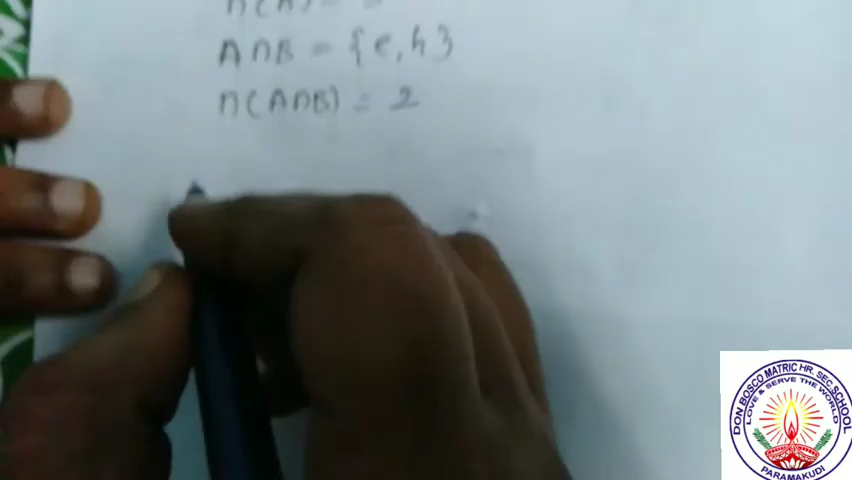 A∩B = {e, h}
n(A∩B) = 2
DON BOSCO MATRIC HR. SEC. SCHOOL
LOVE & SERVE THE WORLD
PARAMAKUDI